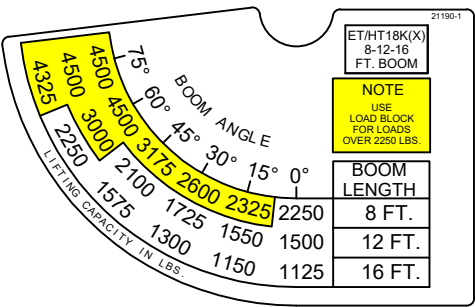 21190-1
ET/HT18K(X)
8-12-16
FT. BOOM
NOTE
USE
LOAD BLOCK
FOR LOADS
OVER 2250 LBS.
BOOM ANGLE
75° 60° 45° 30° 15° 0°
BOOM
LENGTH
4500 4500 3175 2600 2325 2250 8 FT.
4500 3000 2100 1725 1550 1500 12 FT.
4325 2250 1575 1300 1150 1125 16 FT.
LIFTING CAPACITY IN LBS.